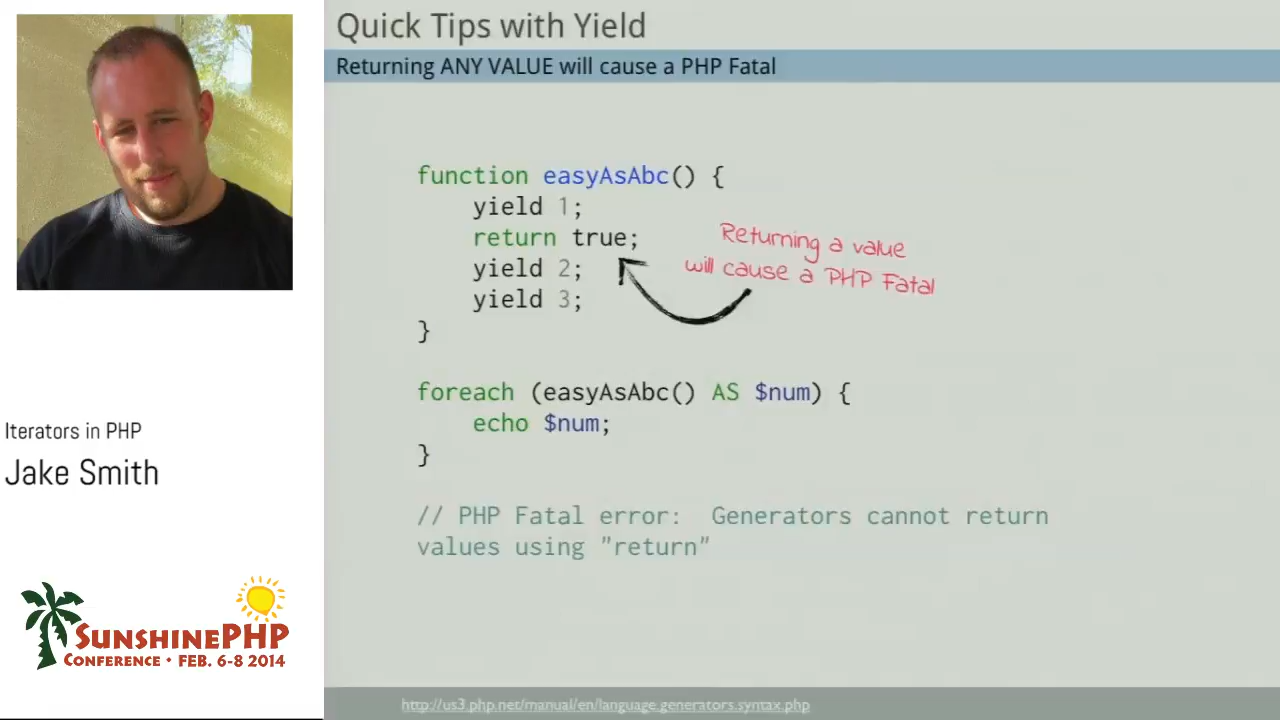 Quick Tips with Yield
Returning ANY VALUE will cause a PHP Fatal
function easyAsAbc() {
yield 1;
return true;
yield 2;
yield 3;
}
Returning a value
will cause a PHP Fatal
foreach (easyAsAbc() AS $num) {
echo $num;
}
// PHP Fatal error: Generators cannot return
values using "return"
http://us3.php.net/manual/en/language.generators.syntax.php
Iterators in PHP
Jake Smith
SUNSHINEPHP
CONFERENCE • FEB. 6-8 2014